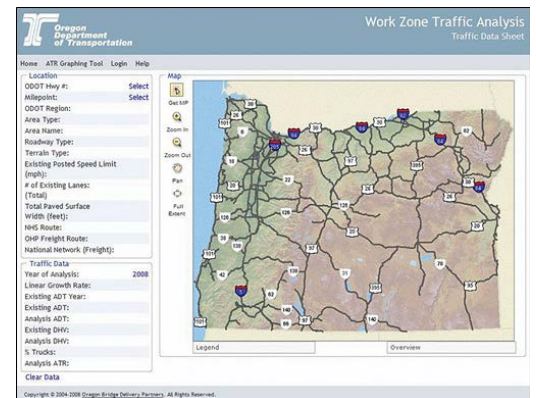 Oregon
Department
of Transportation
Work Zone Traffic Analysis
Traffic Data Sheet
Home ATR Graphing Tool Login Help
Location
ODOT Hwy #: Select
Milepoint: Select
ODOT Region:
Area Type:
Area Name:
Roadway Type:
Terrain Type:
Existing Posted Speed Limit
(mph):
# of Existing Lanes:
(Total)
Total Paved Surface
Width (feet):
NHS Route:
OHP Freight Route:
National Network (Freight):
Traffic Data
Year of Analysis: 2008
Linear Growth Rate:
Existing ADT Year:
Existing ADT:
Analysis ADT:
Existing DHV:
Analysis DHV:
% Trucks:
Analysis ATR:
Clear Data
Map
Get MP
Zoom In
Zoom Out
Pan
Full
Extent
Legend
Overview
Copyright © 2004-2008 Oregon Bridge Delivery Partners. All Rights Reserved.